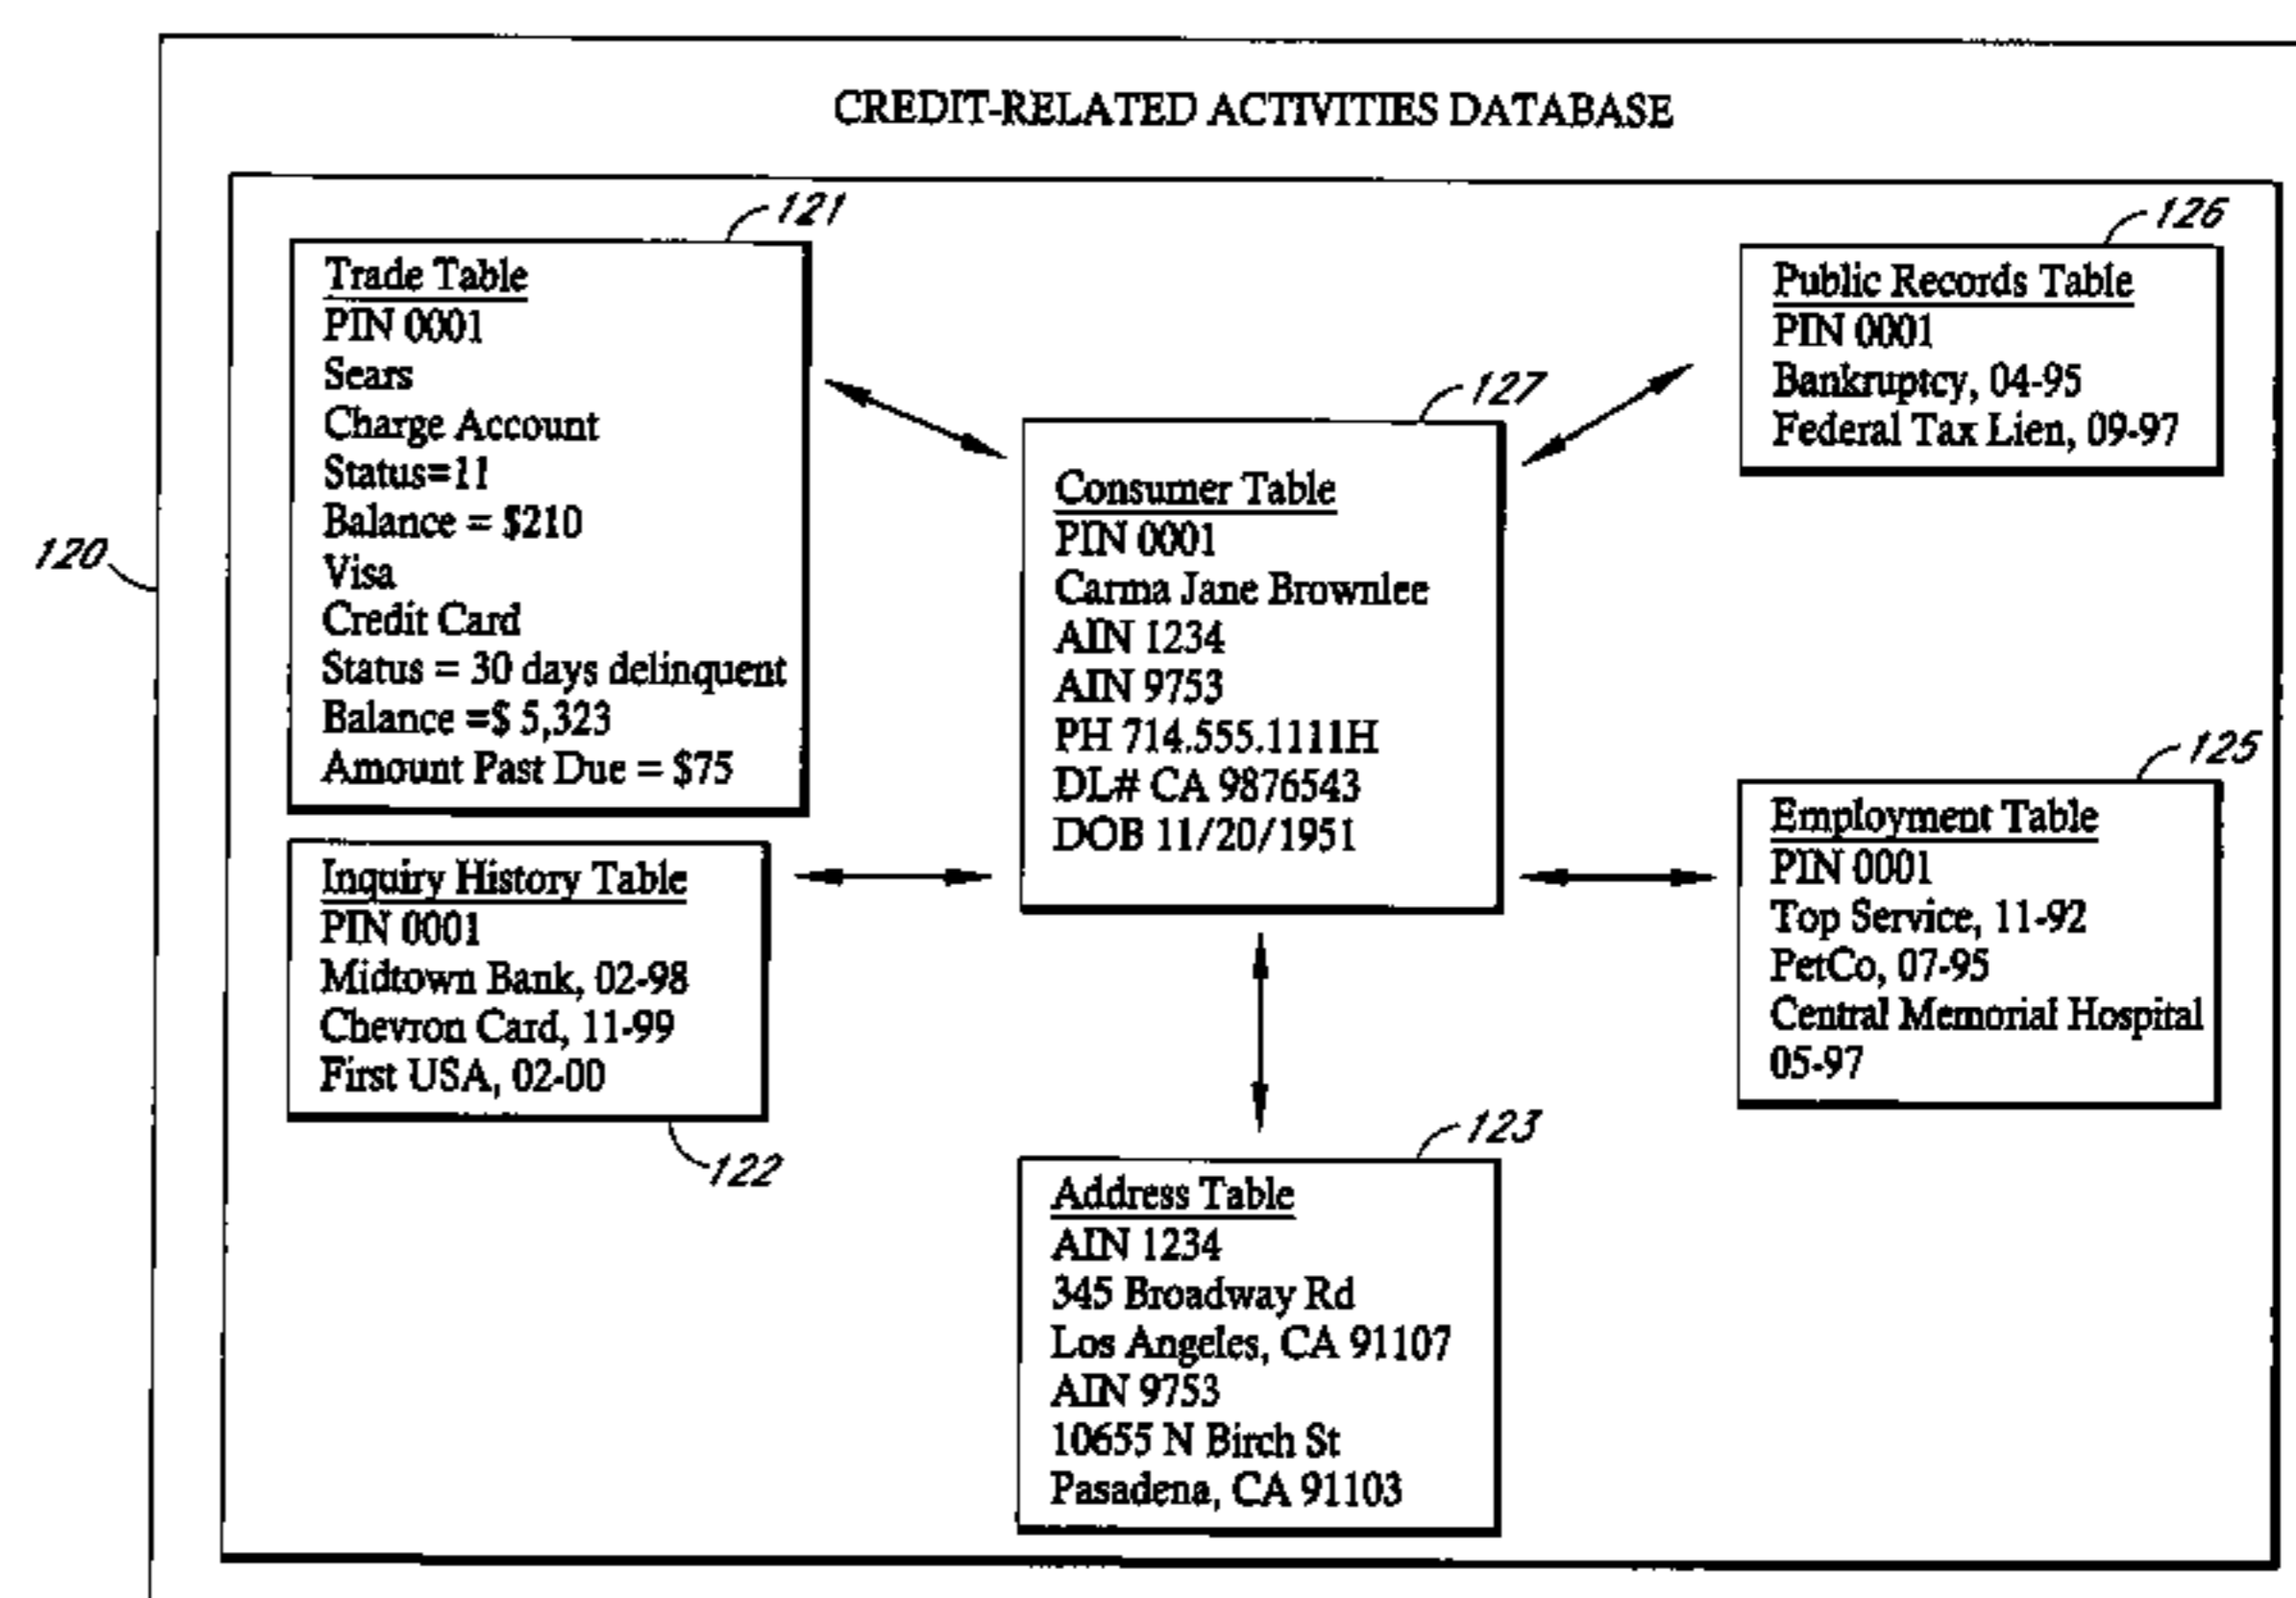 CREDIT-RELATED ACTIVITIES DATABASE
120
121
Trade Table
PIN 0001
Sears
Charge Account
Status=11
Balance = $210
Visa
Credit Card
Status = 30 days delinquent
Balance =$ 5,323
Amount Past Due = $75
Inquiry History Table
PIN 0001
Midtown Bank, 02-98
Chevron Card, 11-99
First USA, 02-00
122
127
Consumer Table
PIN 0001
Carma Jane Brownlee
AIN 1234
AIN 9753
PH 714.555.1111H
DL# CA 9876543
DOB 11/20/1951
123
Address Table
AIN 1234
345 Broadway Rd
Los Angeles, CA 91107
AIN 9753
10655 N Birch St
Pasadena, CA 91103
126
Public Records Table
PIN 0001
Bankruptcy, 04-95
Federal Tax Lien, 09-97
125
Employment Table
PIN 0001
Top Service, 11-92
PetCo, 07-95
Central Memorial Hospital
05-97